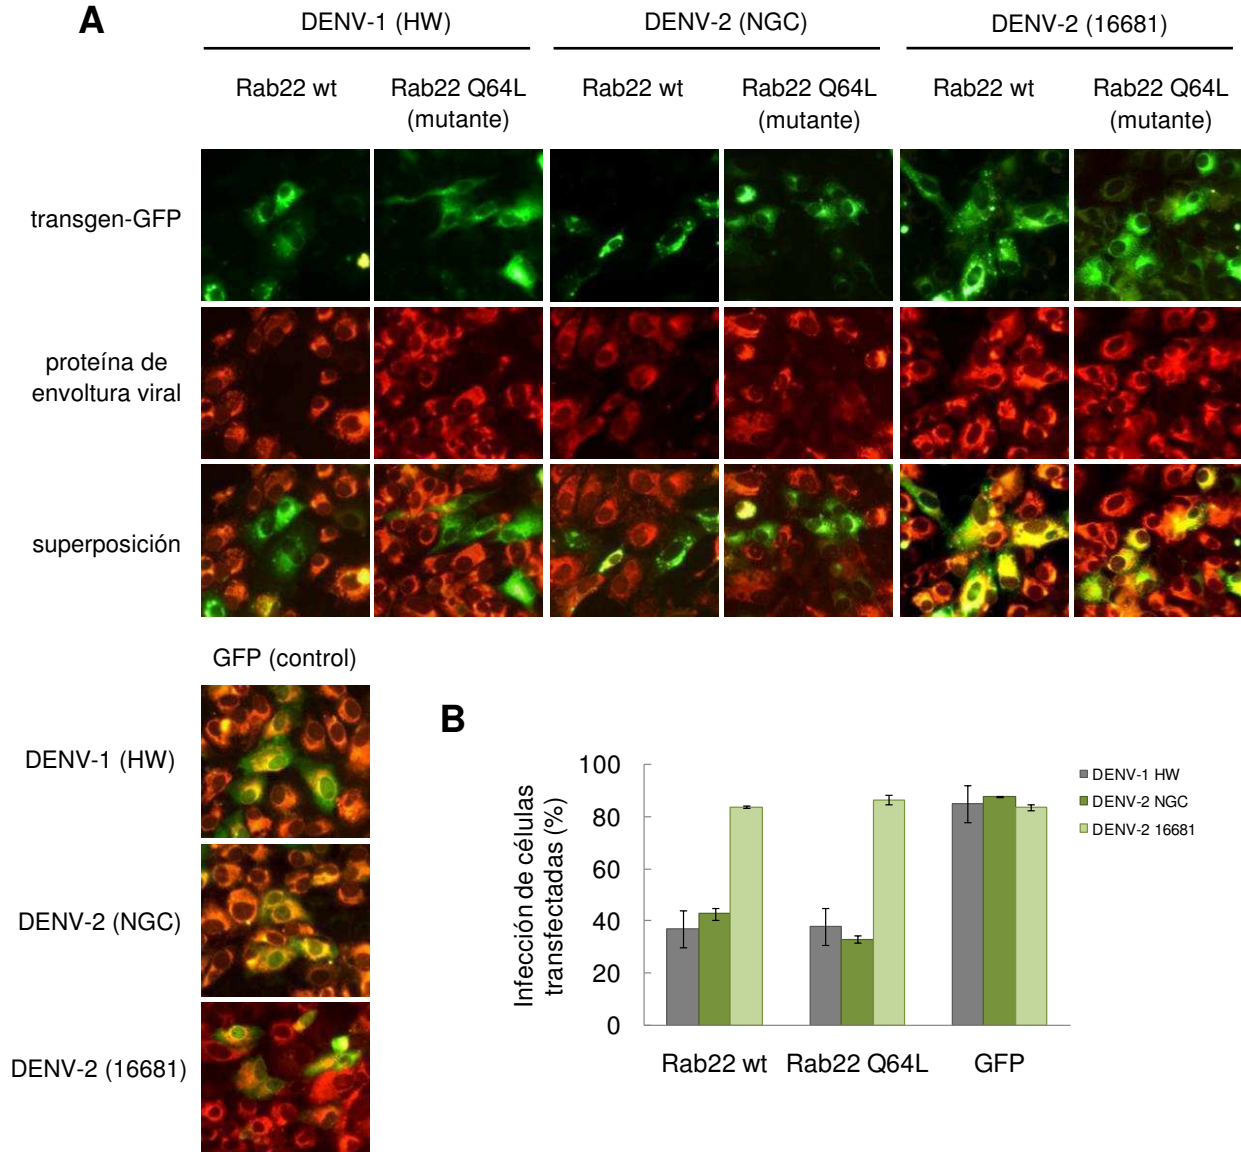 A
DENV-1 (HW)
DENV-2 (NGC)
DENV-2 (16681)
Rab22 wt
Rab22 Q64L
(mutante)
Rab22 wt
Rab22 Q64L
(mutante)
Rab22 wt
Rab22 Q64L
(mutante)
transgen-GFP
proteína de
envoltura viral
superposición
GFP (control)
DENV-1 (HW)
DENV-2 (NGC)
DENV-2 (16681)
B
Infección de células
transfectadas (%)
100
80
60
40
20
0
Rab22 wt
Rab22 Q64L
GFP
DENV-1 HW
DENV-2 NGC
DENV-2 16681